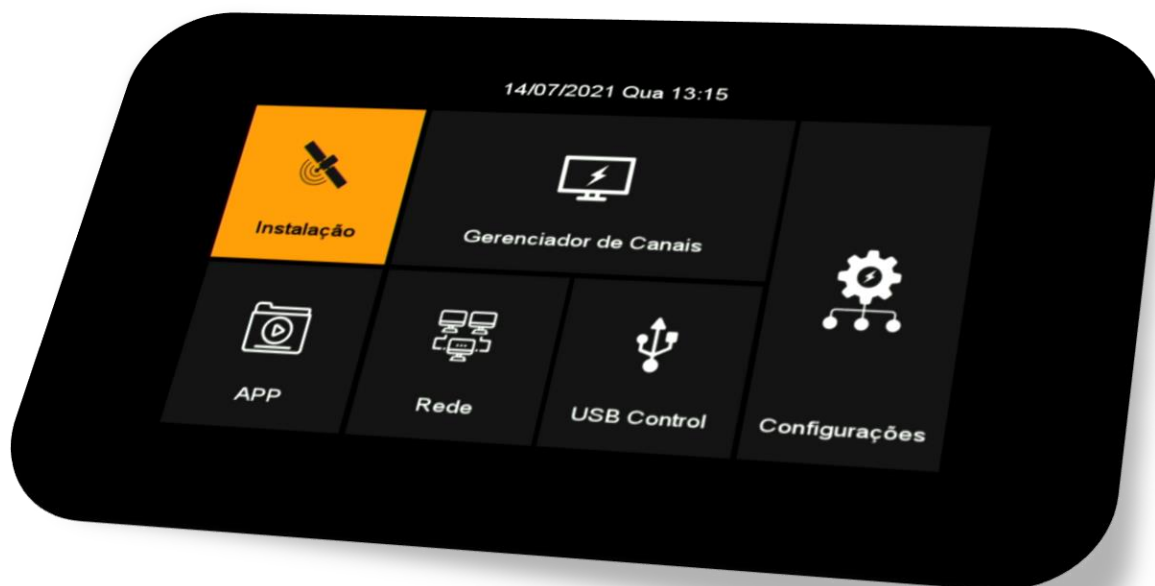 14/07/2021 Qua 13:15
Instalação
Gerenciador de Canais
APP
Rede
USB Control
Configurações